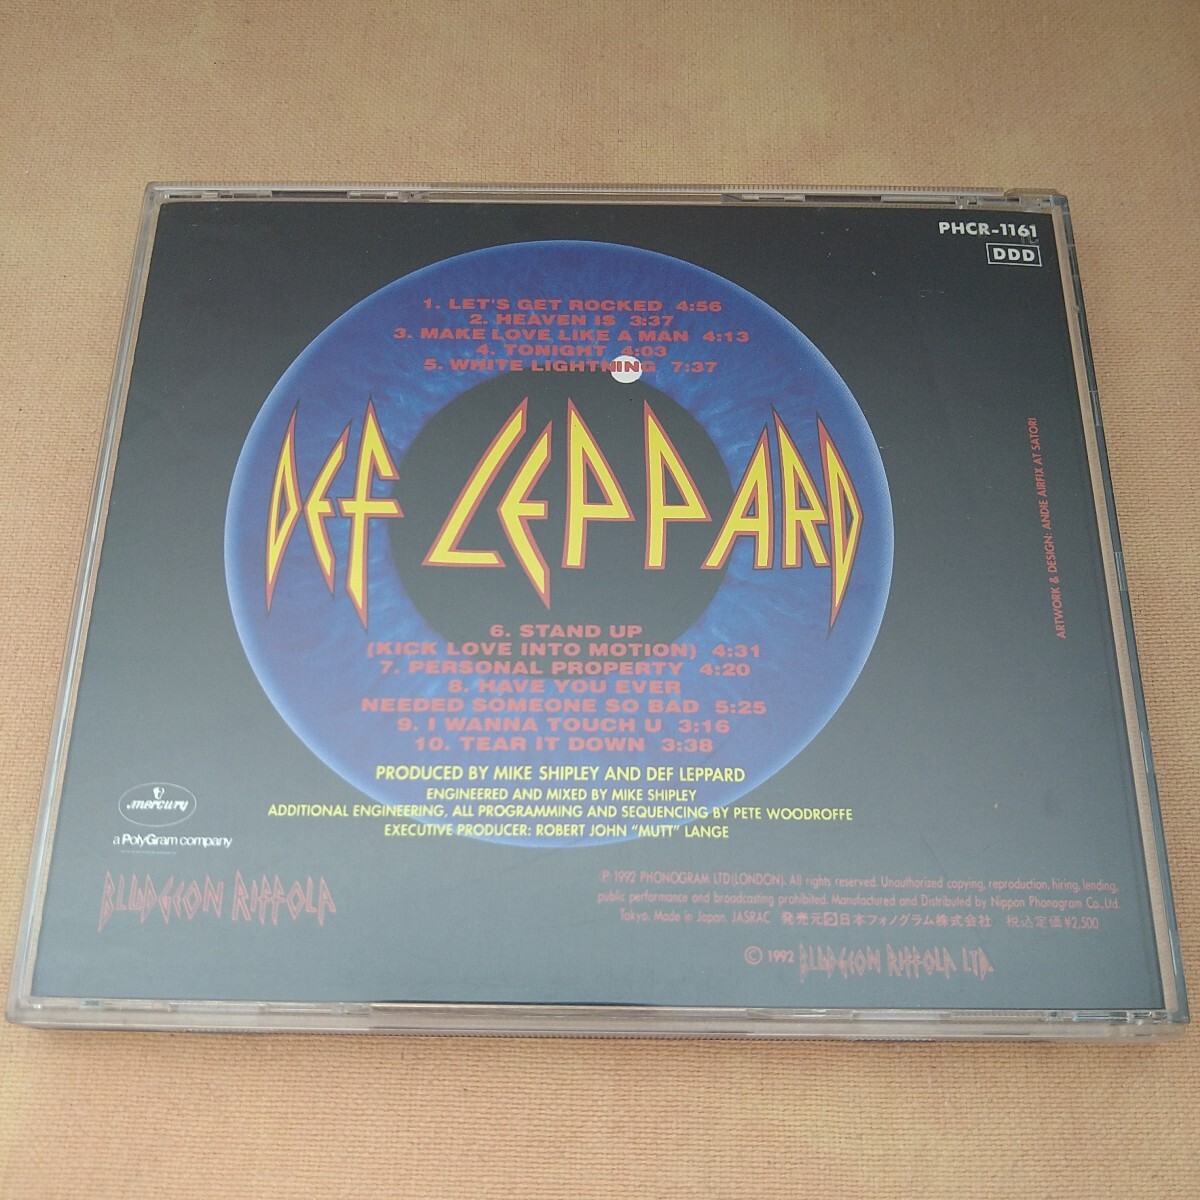 PHCR-1161
DDD
1. LET'S GET ROCKED 4:56
2. HEAVEN IS 3:37
3. MAKE LOVE LIKE A MAN 4:13
4. TONIGHT 4:03
5. WHITE LIGHTNING 7:37
DEF LEPPARD
6. STAND UP
(KICK LOVE INTO MOTION) 4:31
7. PERSONAL PROPERTY 4:20
8. HAVE YOU EVER
NEEDED SOMEONE SO BAD 5:25
9. I WANNA TOUCH U 3:16
10. TEAR IT DOWN 3:38
PRODUCED BY MIKE SHIPLEY AND DEF LEPPARD
ENGINEERED AND MIXED BY MIKE SHIPLEY
ADDITIONAL ENGINEERING, ALL PROGRAMMING AND SEQUENCING BY PETE WOODROFFE
EXECUTIVE PRODUCER: ROBERT JOHN "MUTT" LANGE
ARTWORK & DESIGN: ANDIE AIRFIX AT SATORI
mercury
a PolyGram company
BLUDGEON RIFFOLA
℗ 1992 PHONOGRAM LTD(LONDON). All rights reserved. Unauthorized copying, reproduction, hiring, lending,
public performance and broadcasting prohibited. Manufactured and Distributed by Nippon Phonogram Co., Ltd.
Tokyo. Made in Japan. JASRAC 発売元 日本フォノグラム株式会社 税込定価¥2,500
© 1992 BLUDGEON RIFFOLA LTD.